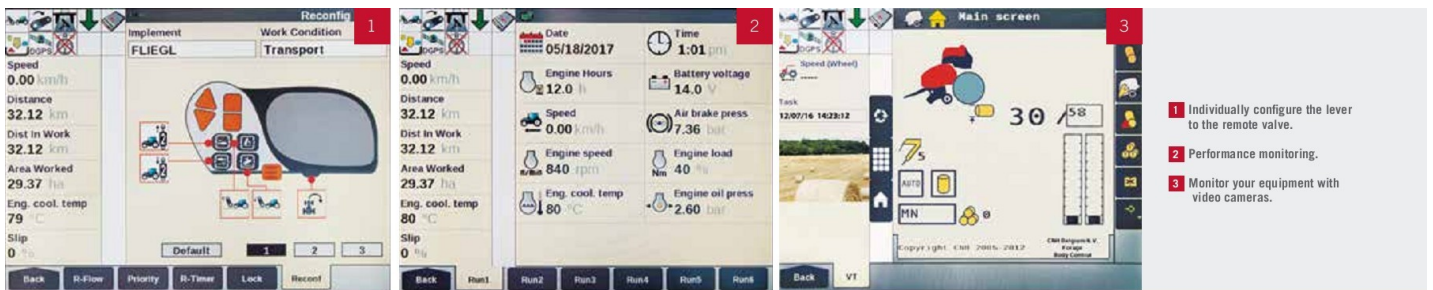 Reconfig
1
DGPS
Implement
Work Condition
FLIEGL
Transport
Speed
0.00 km/h
Distance
32.12 km
Dist In Work
32.12 km
Area Worked
29.37 ha
Eng. cool. temp
79 °C
Slip
0 %
Default
1
2
3
Back
R-Flow
Priority
R-Timer
Lock
Reconf
2
DGPS
Speed
0.00 km/h
Distance
32.12 km
Dist In Work
32.12 km
Area Worked
29.37 ha
Eng. cool. temp
80 °C
Slip
0 %
Date
05/18/2017
Time
1:01 pm
Engine Hours
12.0 h
Battery voltage
14.0 V
Speed
0.00 km/h
Air brake press
7.36 bar
Engine speed
840 rpm
n/min
Engine load
40 %
Nm
Eng. cool. temp
80 °C
Engine oil press
2.60 bar
Back
Run1
Run2
Run3
Run4
Run5
Run6
Main screen
3
DGPS
Speed (Wheel)
-----
Task
12/07/16 14:23:12
30 /58
5
AUTO
MN
0
Copyright CNH 2005-2012
CNH Belgium N.V.
Forage
Body Control
Back
VT
1 Individually configure the lever
to the remote valve.
2 Performance monitoring.
3 Monitor your equipment with
video cameras.